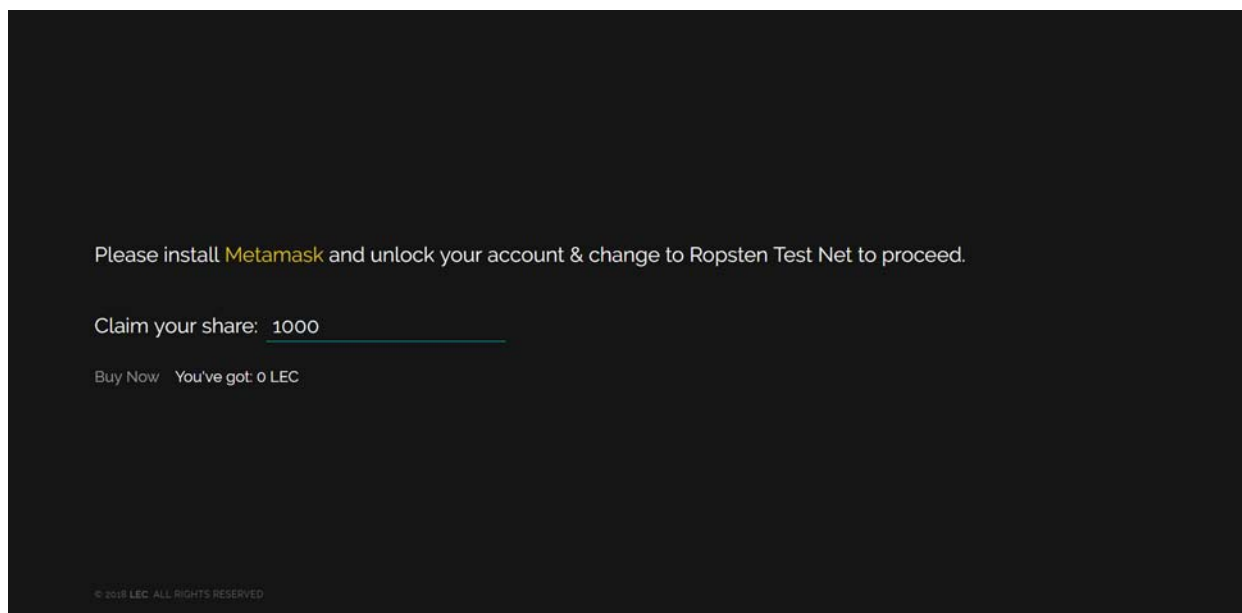 Please install Metamask and unlock your account & change to Ropsten Test Net to proceed.
Claim your share: 1000
Buy Now You've got: 0 LEC
© 2018 LEC ALL RIGHTS RESERVED